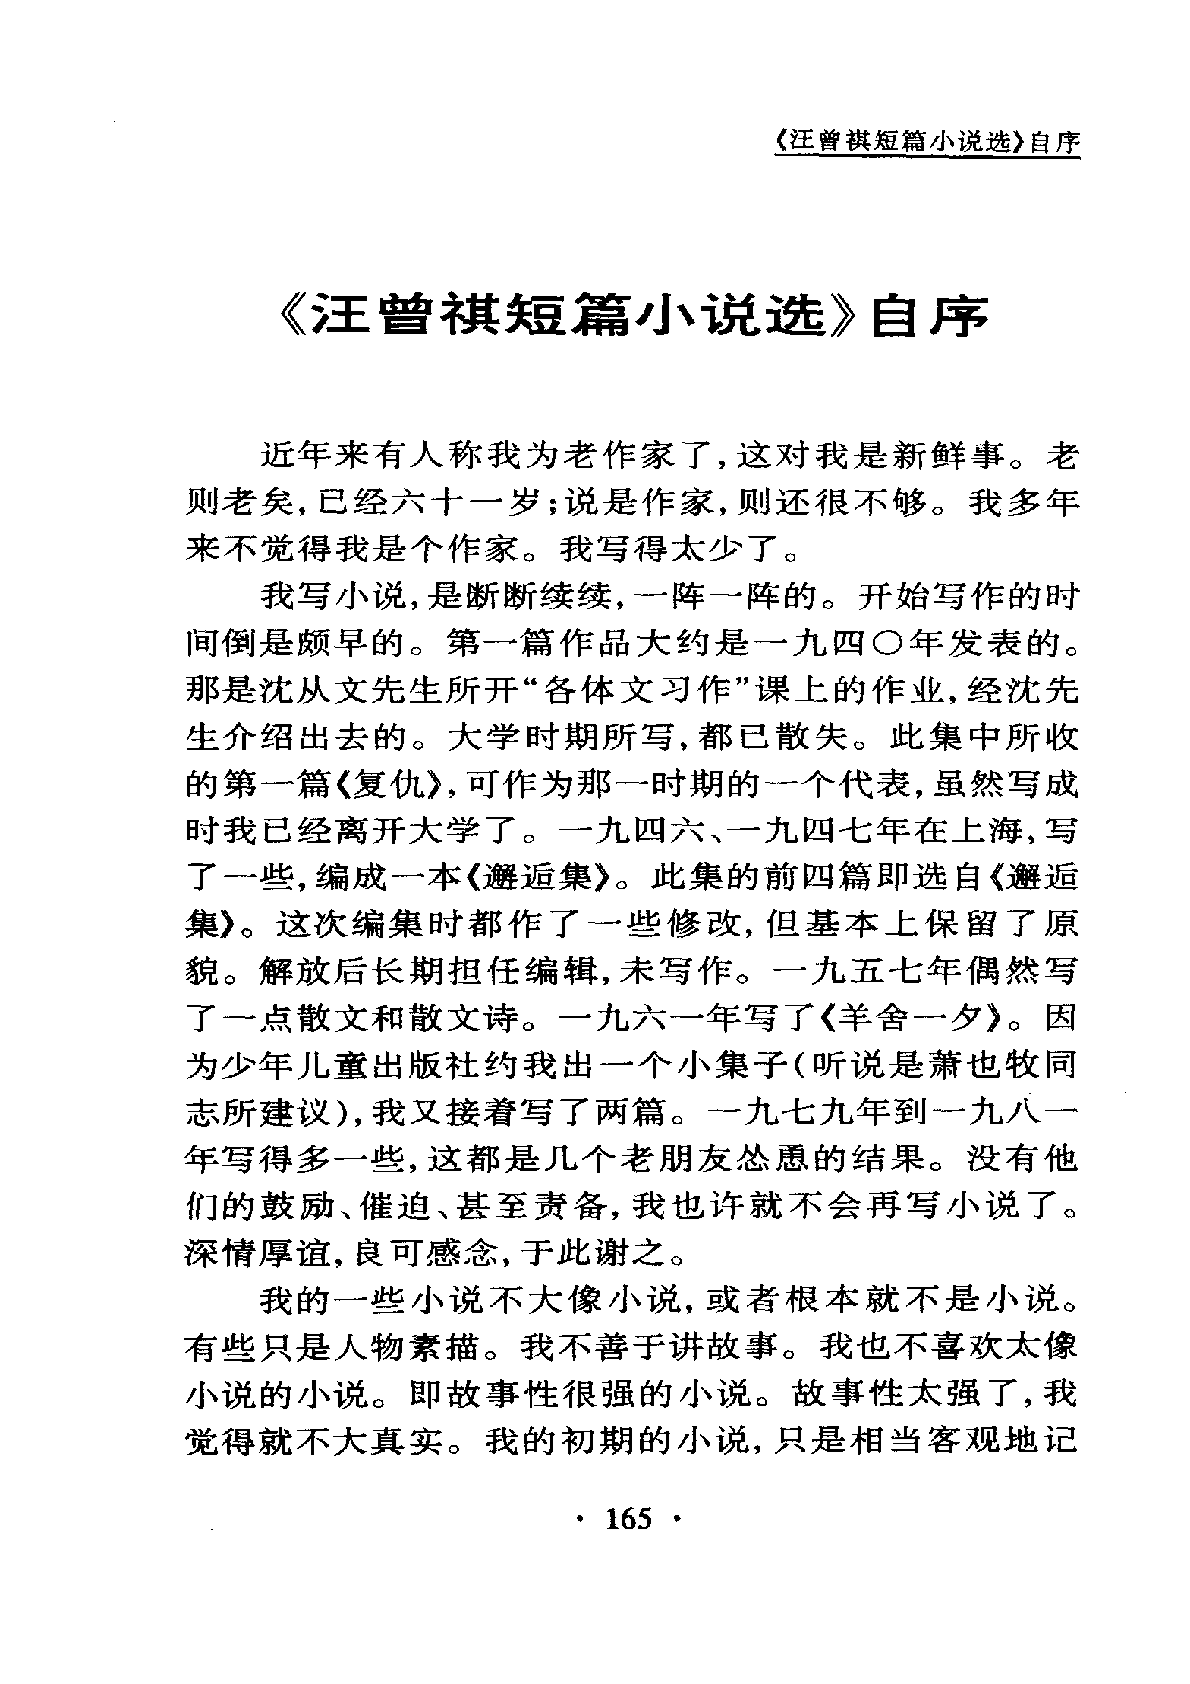 《汪曾祺短篇小说选》自序
《汪曾祺短篇小说选》自序
近年来有人称我为老作家了,这对我是新鲜事。老
则老矣,已经六十一岁;说是作家,则还很不够。我多年
来不觉得我是个作家。我写得太少了。
我写小说,是断断续续,一阵一阵的。开始写作的时
间倒是颇早的。第一篇作品大约是一九四〇年发表的。
那是沈从文先生所开“各体文习作”课上的作业,经沈先
生介绍出去的。大学时期所写,都已散失。此集中所收
的第一篇《复仇》,可作为那一时期的一个代表,虽然写成
时我已经离开大学了。一九四六、一九四七年在上海,写
了一些,编成一本《邂逅集》。此集的前四篇即选自《邂逅
集》。这次编集时都作了一些修改,但基本上保留了原
貌。解放后长期担任编辑,未写作。一九五七年偶然写
了一点散文和散文诗。一九六一年写了《羊舍一夕》。因
为少年儿童出版社约我出一个小集子(听说是萧也牧同
志所建议),我又接着写了两篇。一九七九年到一九八一
年写得多一些,这都是几个老朋友怂恿的结果。没有他
们的鼓励、催迫、甚至责备,我也许就不会再写小说了。
深情厚谊,良可感念,于此谢之。
我的一些小说不大像小说,或者根本就不是小说。
有些只是人物素描。我不善于讲故事。我也不喜欢太像
小说的小说。即故事性很强的小说。故事性太强了,我
觉得就不大真实。我的初期的小说,只是相当客观地记
· 165 ·